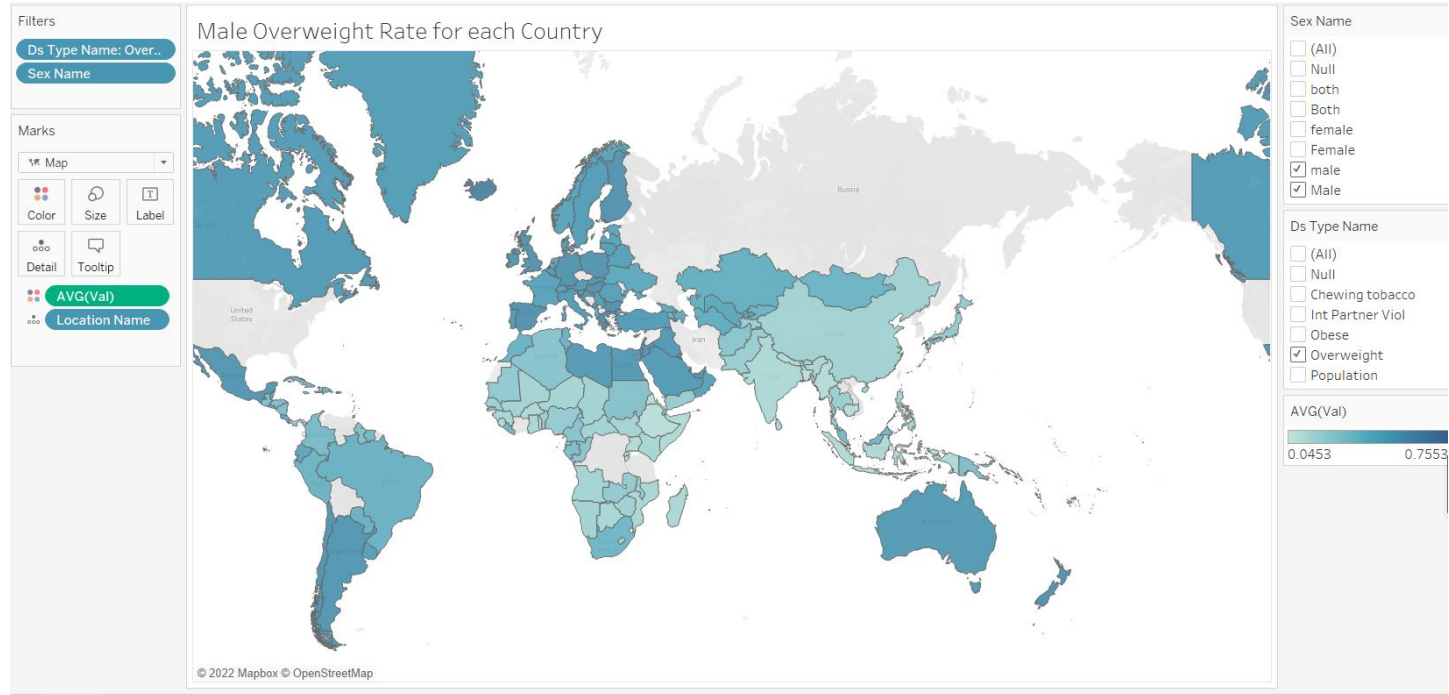 Filters
Ds Type Name: Over..
Sex Name
Marks
Map
Color
Size
Label
Detail
Tooltip
AVG(Val)
Location Name
Male Overweight Rate for each Country
Russia
United
States
Iran
Australia
© 2022 Mapbox © OpenStreetMap
Sex Name
(All)
Null
both
Both
female
Female
male
Male
Ds Type Name
(All)
Null
Chewing tobacco
Int Partner Viol
Obese
Overweight
Population
AVG(Val)
0.0453
0.7553